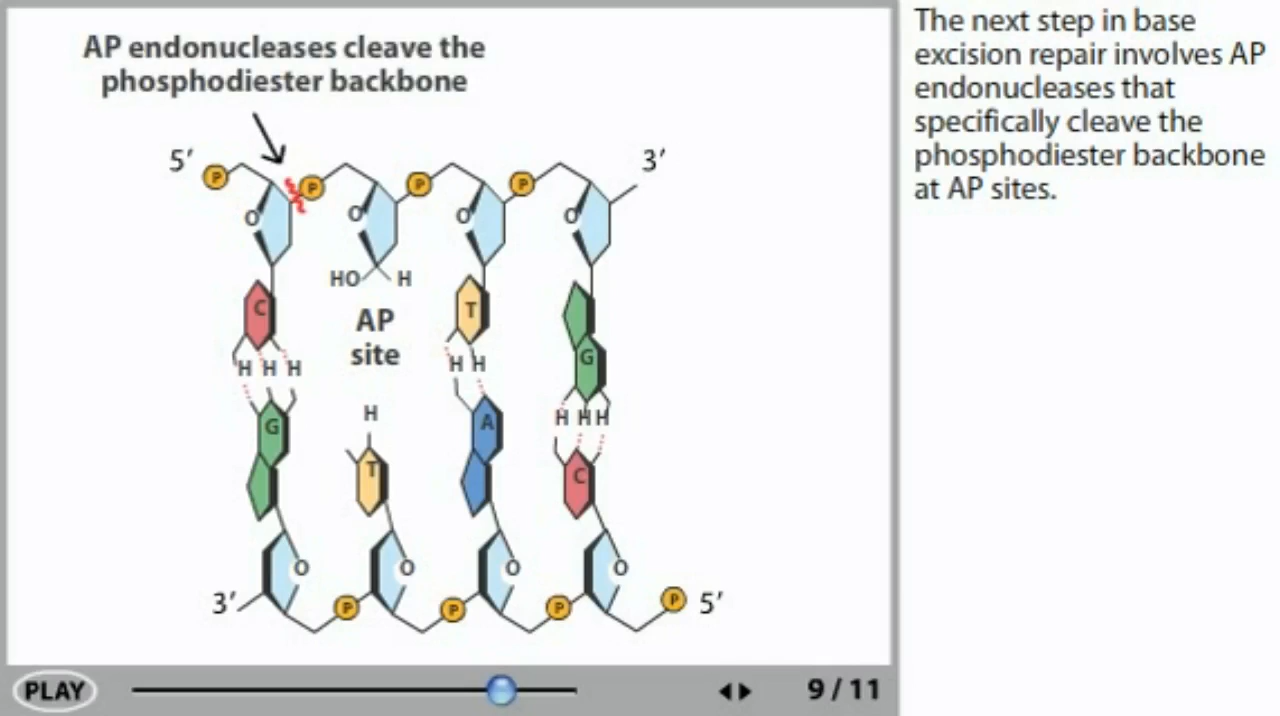 AP endonucleases cleave the
phosphodiester backbone
5′ P P P P 3′
O O O O
HO H
C T
AP
site
G
H H H H H
H
H H H
G A
T C
O O O O
3′ P P P P 5′
PLAY 9 / 11
The next step in base
excision repair involves AP
endonucleases that
specifically cleave the
phosphodiester backbone
at AP sites.